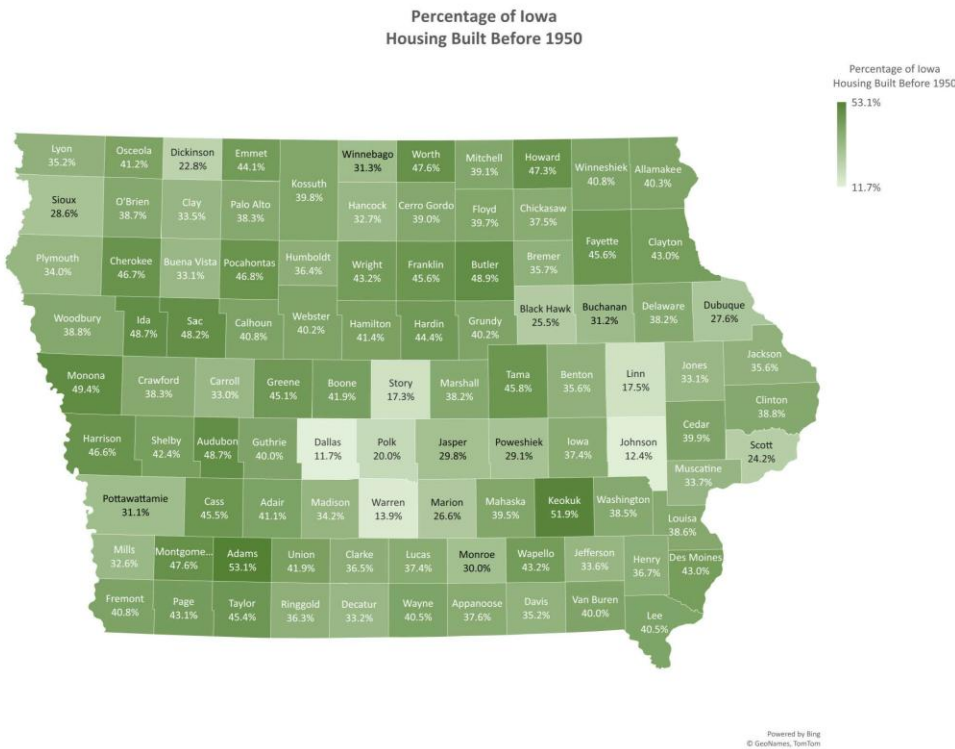 Percentage of Iowa
Housing Built Before 1950
Percentage of Iowa
Housing Built Before 1950
53.1%
11.7%
Lyon
35.2%
Osceola
41.2%
Dickinson
22.8%
Emmet
44.1%
Kossuth
39.8%
Winnebago
31.3%
Worth
47.6%
Mitchell
39.1%
Howard
47.3%
Winneshiek
40.8%
Allamakee
40.3%
Sioux
28.6%
O'Brien
38.7%
Clay
33.5%
Palo Alto
38.3%
Hancock
32.7%
Cerro Gordo
39.0%
Floyd
39.7%
Chickasaw
37.5%
Plymouth
34.0%
Cherokee
46.7%
Buena Vista
33.1%
Pocahontas
46.8%
Humboldt
36.4%
Wright
43.2%
Franklin
45.6%
Butler
48.9%
Bremer
35.7%
Fayette
45.6%
Clayton
43.0%
Woodbury
38.8%
Ida
48.7%
Sac
48.2%
Calhoun
40.8%
Webster
40.2%
Hamilton
41.4%
Hardin
44.4%
Grundy
40.2%
Black Hawk
25.5%
Buchanan
31.2%
Delaware
38.2%
Dubuque
27.6%
Monona
49.4%
Crawford
38.3%
Carroll
33.0%
Greene
45.1%
Boone
41.9%
Story
17.3%
Marshall
38.2%
Tama
45.8%
Benton
35.6%
Linn
17.5%
Jones
33.1%
Jackson
35.6%
Clinton
38.8%
Harrison
46.6%
Shelby
42.4%
Audubon
48.7%
Guthrie
40.0%
Dallas
11.7%
Polk
20.0%
Jasper
29.8%
Poweshiek
29.1%
Iowa
37.4%
Johnson
12.4%
Cedar
39.9%
Scott
24.2%
Muscatine
33.7%
Pottawattamie
31.1%
Cass
45.5%
Adair
41.1%
Madison
34.2%
Warren
13.9%
Marion
26.6%
Mahaska
39.5%
Keokuk
51.9%
Washington
38.5%
Louisa
38.6%
Mills
32.6%
Montgome...
47.6%
Adams
53.1%
Union
41.9%
Clarke
36.5%
Lucas
37.4%
Monroe
30.0%
Wapello
43.2%
Jefferson
33.6%
Henry
36.7%
Des Moines
43.0%
Fremont
40.8%
Page
43.1%
Taylor
45.4%
Ringgold
36.3%
Decatur
33.2%
Wayne
40.5%
Appanoose
37.6%
Davis
35.2%
Van Buren
40.0%
Lee
40.5%
Powered by Bing
© GeoNames, TomTom